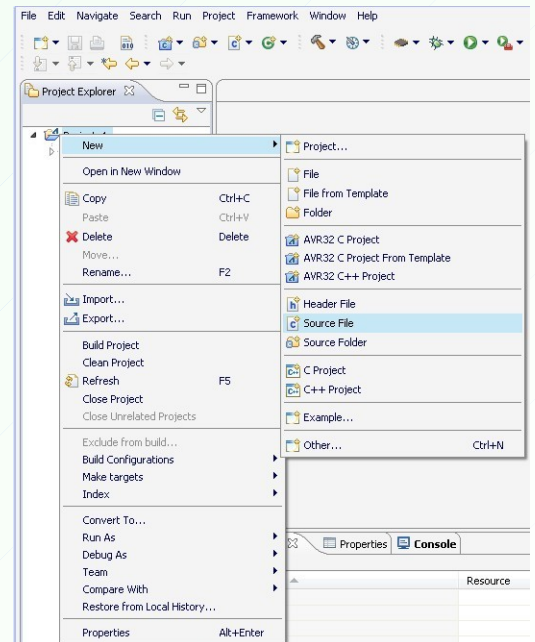 File Edit Navigate Search Run Project Framework Window Help
Project Explorer
New
Open in New Window
Copy Ctrl+C
Paste Ctrl+V
Delete Delete
Move...
Rename... F2
Import...
Export...
Build Project
Clean Project
Refresh F5
Close Project
Close Unrelated Projects
Exclude from build...
Build Configurations
Make targets
Index
Convert To...
Run As
Debug As
Team
Compare With
Restore from Local History...
Properties Alt+Enter
Project...
File
File from Template
Folder
AVR32 C Project
AVR32 C Project From Template
AVR32 C++ Project
Header File
Source File
Source Folder
C Project
C++ Project
Example...
Other... Ctrl+N
Properties Console
Resource